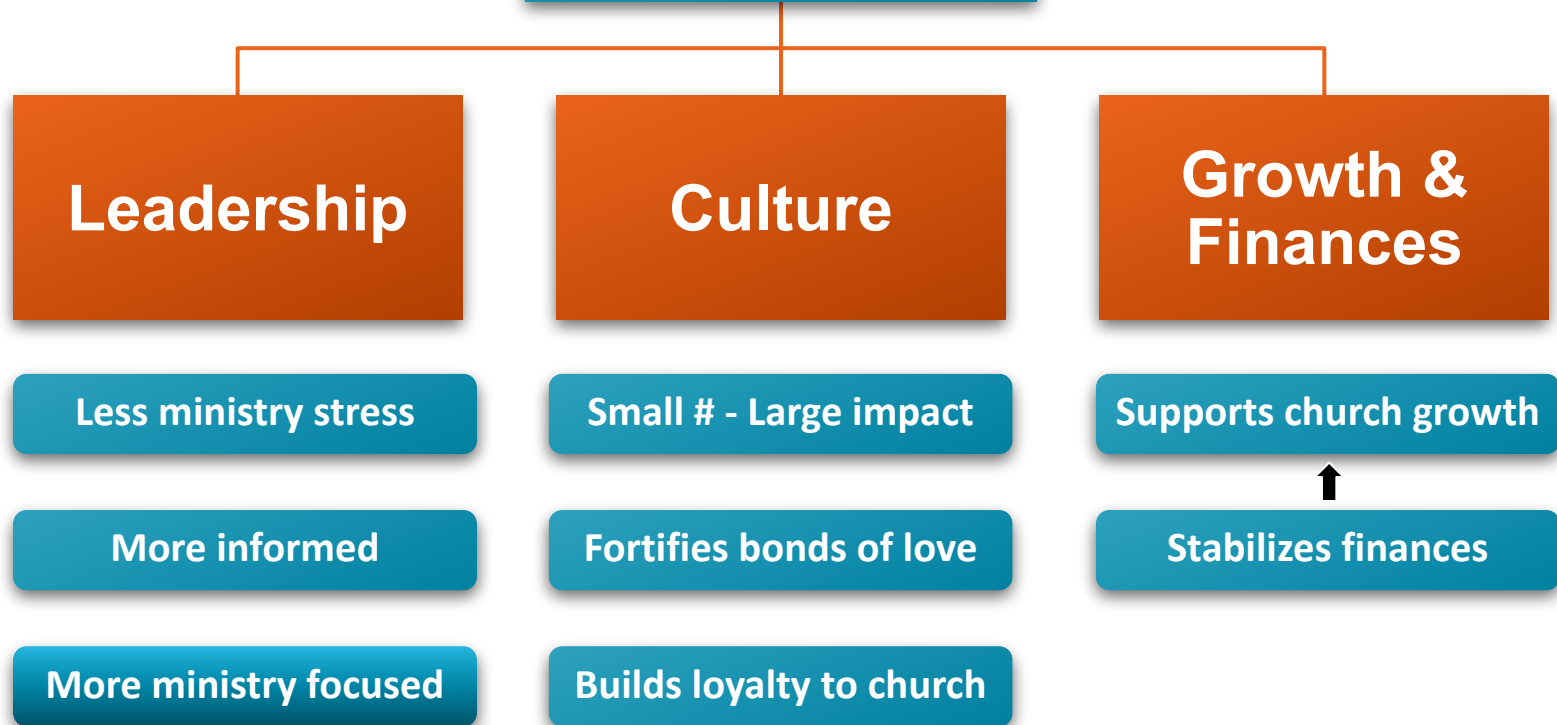 Leadership
Culture
Growth &
Finances
Less ministry stress
Small # - Large impact
Supports church growth
More informed
Fortifies bonds of love
Stabilizes finances
More ministry focused
Builds loyalty to church